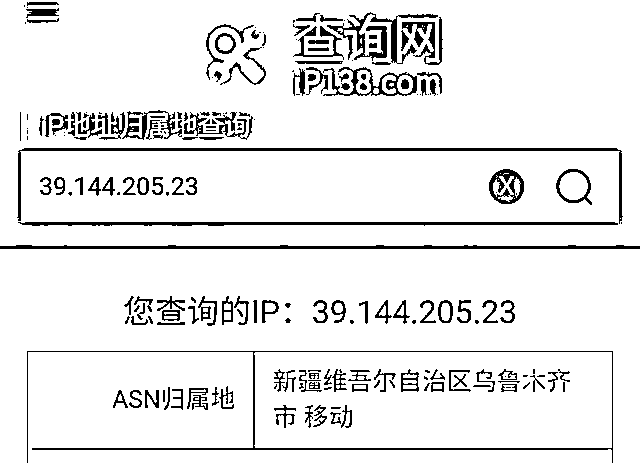 查询网
iP138.com
IP地址归属地查询
39.144.205.23
您查询的IP：39.144.205.23
ASN归属地
新疆维吾尔自治区乌鲁木齐
市 移动